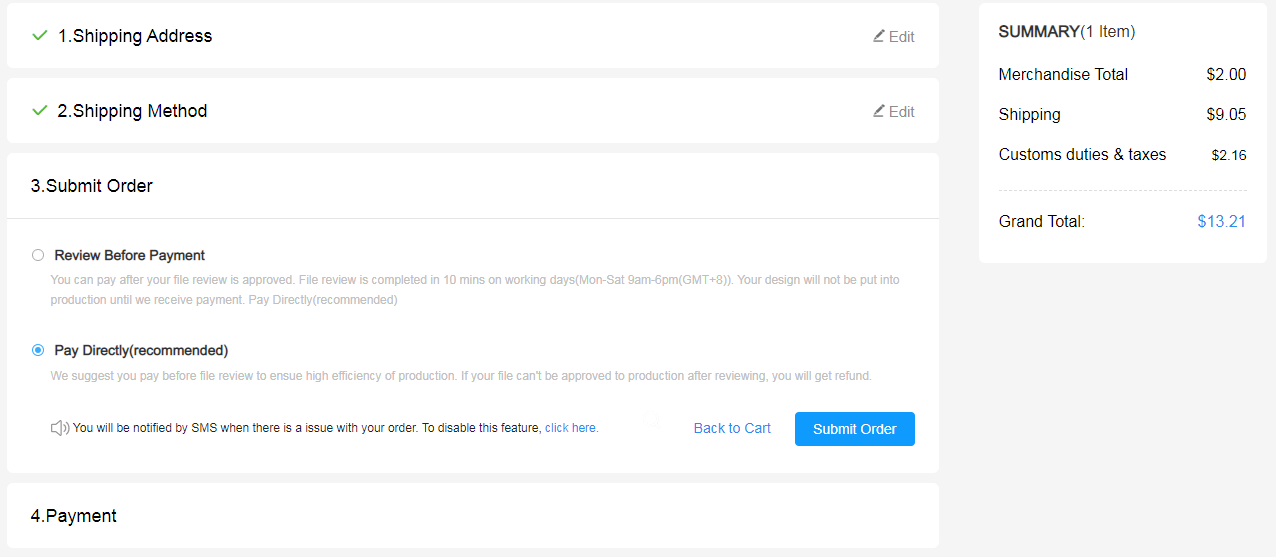 1.Shipping Address
Edit
2.Shipping Method
Edit
3.Submit Order
Review Before Payment
You can pay after your file review is approved. File review is completed in 10 mins on working days(Mon-Sat 9am-6pm(GMT+8)). Your design will not be put into
production until we receive payment. Pay Directly(recommended)
Pay Directly(recommended)
We suggest you pay before file review to ensue high efficiency of production. If your file can't be approved to production after reviewing, you will get refund.
You will be notified by SMS when there is a issue with your order. To disable this feature, click here.
Back to Cart
Submit Order
4.Payment
SUMMARY(1 Item)
Merchandise Total $2.00
Shipping $9.05
Customs duties & taxes $2.16
Grand Total: $13.21